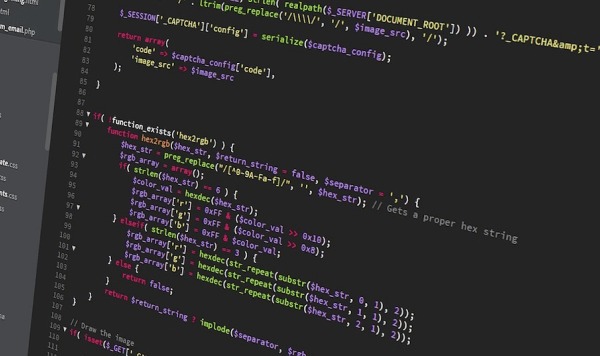 ng.html
html
m_email.php
ate.css
.css
nts.css
.css
78
79
80
81
82
83
84
85
86
87
88
89
90
91
92
93
94
95
96
97
98
99
100
101
102
103
104
105
106
107
108
109
110
111
ltrim(preg_replace('/\\\\/', '/', $image_src), '/');
strlen( realpath($_SERVER['DOCUMENT_ROOT']) )) . '?_CAPTCHA&amp;t='
$_SESSION['_CAPTCHA']['config'] = serialize($captcha_config);
return array(
'code' => $captcha_config['code'],
'image_src' => $image_src
);
}
if( !function_exists('hex2rgb') ) {
function hex2rgb($hex_str, $return_string = false, $separator = ',') {
$hex_str = preg_replace("/[^0-9A-Fa-f]/", '', $hex_str); // Gets a proper hex string
$rgb_array = array();
if( strlen($hex_str) == 6 ) {
$color_val = hexdec($hex_str);
$rgb_array['r'] = 0xFF & ($color_val >> 0x10);
$rgb_array['g'] = 0xFF & ($color_val >> 0x8);
$rgb_array['b'] = 0xFF & $color_val;
} elseif( strlen($hex_str) == 3 ) {
$rgb_array['r'] = hexdec(str_repeat(substr($hex_str, 0, 1), 2));
$rgb_array['g'] = hexdec(str_repeat(substr($hex_str, 1, 1), 2));
$rgb_array['b'] = hexdec(str_repeat(substr($hex_str, 2, 1), 2));
} else {
return false;
}
return $return_string ? implode($separator, $rgb
}
}
// Draw the image
if( isset($_GET['